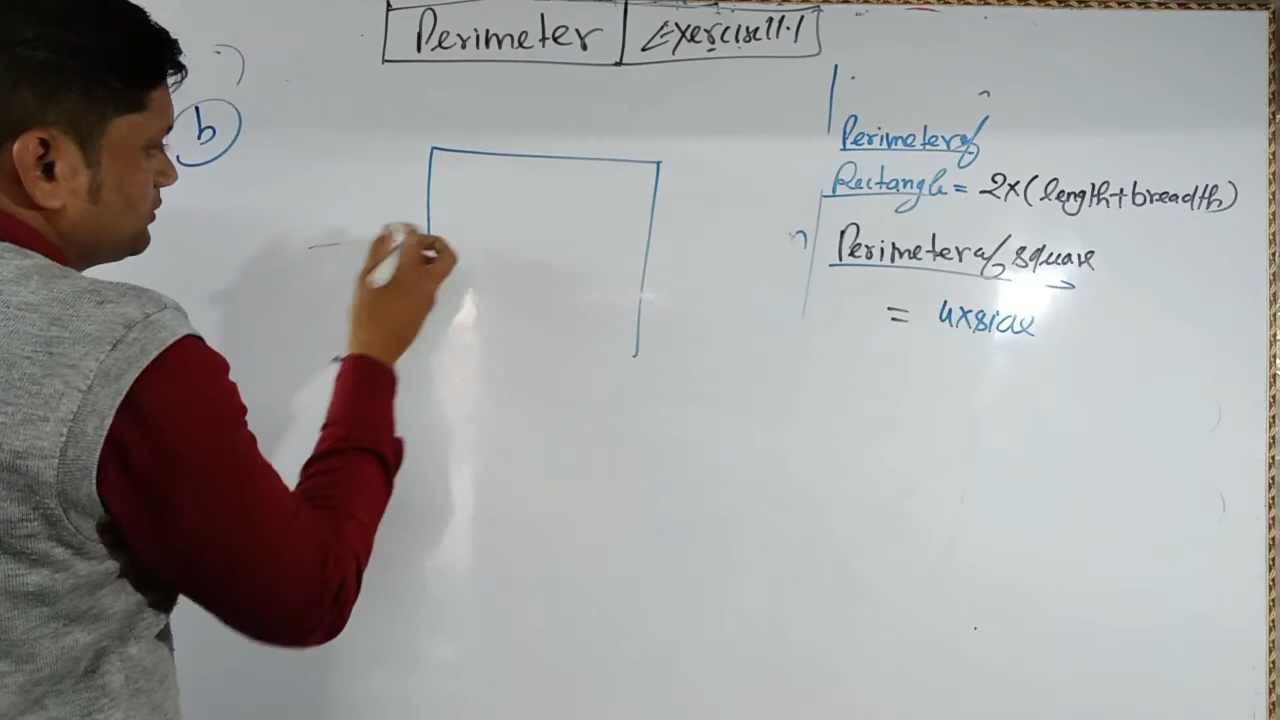 Perimeter Exercise 11.1
b
Perimeter of
Rectangle = 2×(length+breadth)
Perimeter of square
= 4×side